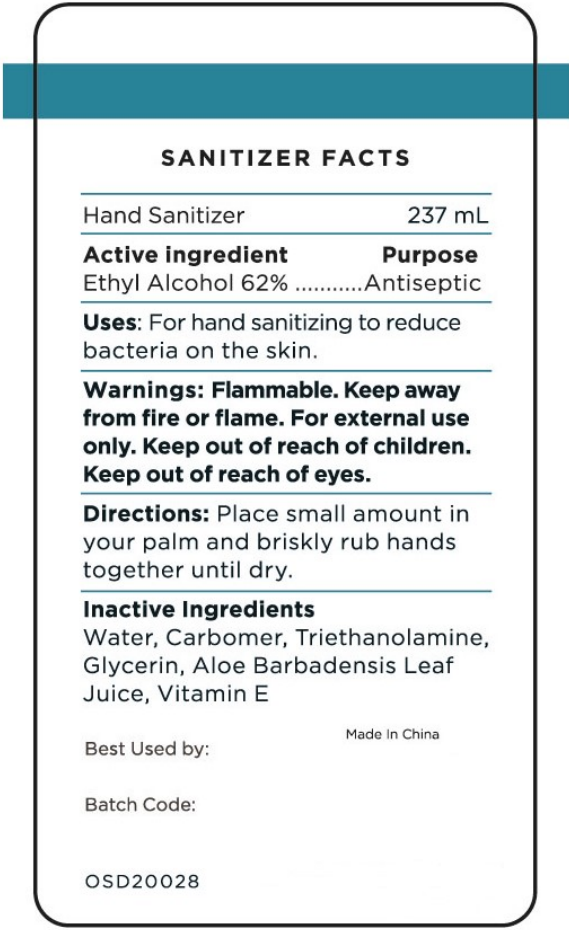 SANITIZER FACTS
Hand Sanitizer 237 mL
Active ingredient Purpose
Ethyl Alcohol 62% ...........Antiseptic
Uses: For hand sanitizing to reduce
bacteria on the skin.
Warnings: Flammable. Keep away
from fire or flame. For external use
only. Keep out of reach of children.
Keep out of reach of eyes.
Directions: Place small amount in
your palm and briskly rub hands
together until dry.
Inactive Ingredients
Water, Carbomer, Triethanolamine,
Glycerin, Aloe Barbadensis Leaf
Juice, Vitamin E
Made In China
Best Used by:
Batch Code:
OSD20028